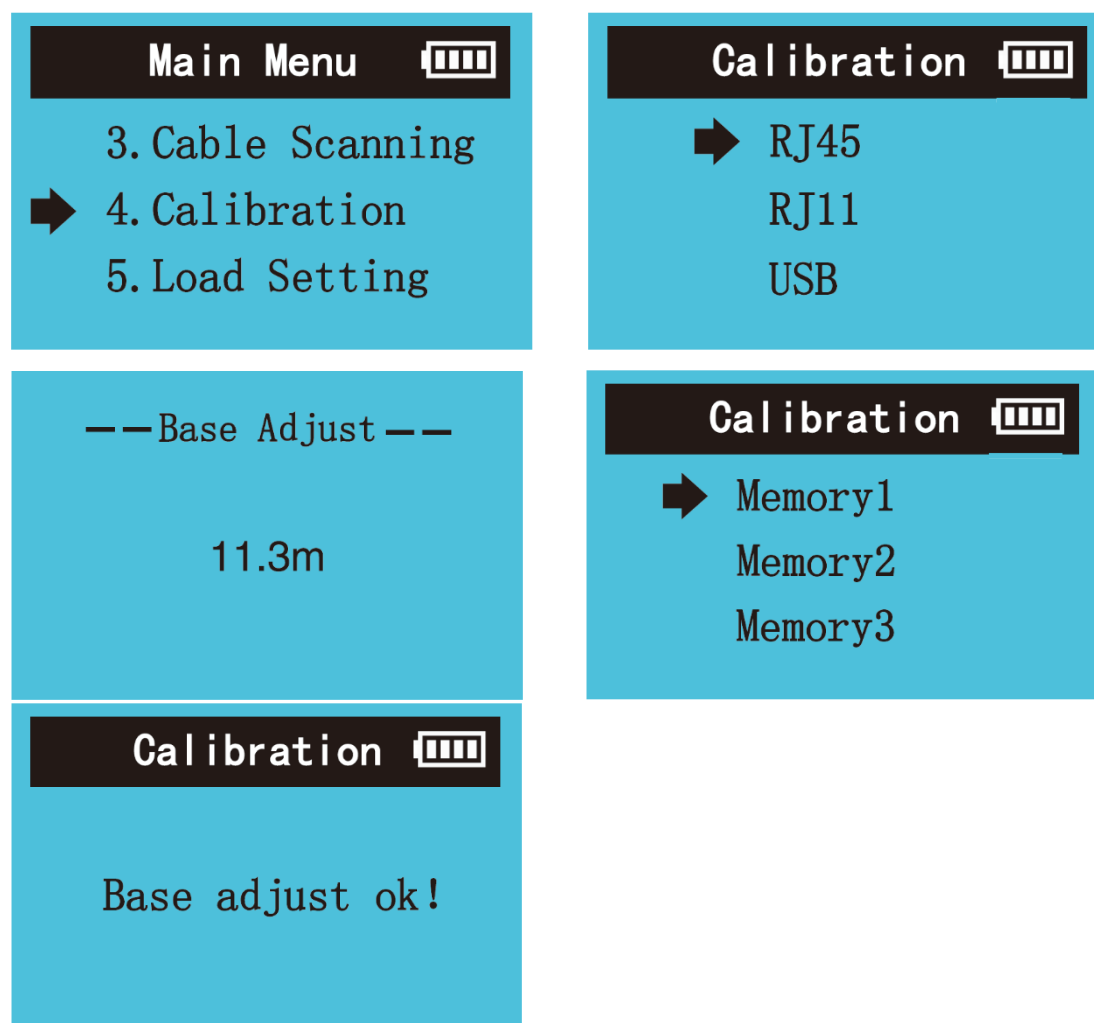 Main Menu
3. Cable Scanning
4. Calibration
5. Load Setting
Calibration
RJ45
RJ11
USB
——Base Adjust——
11.3m
Calibration
Memory1
Memory2
Memory3
Calibration
Base adjust ok!